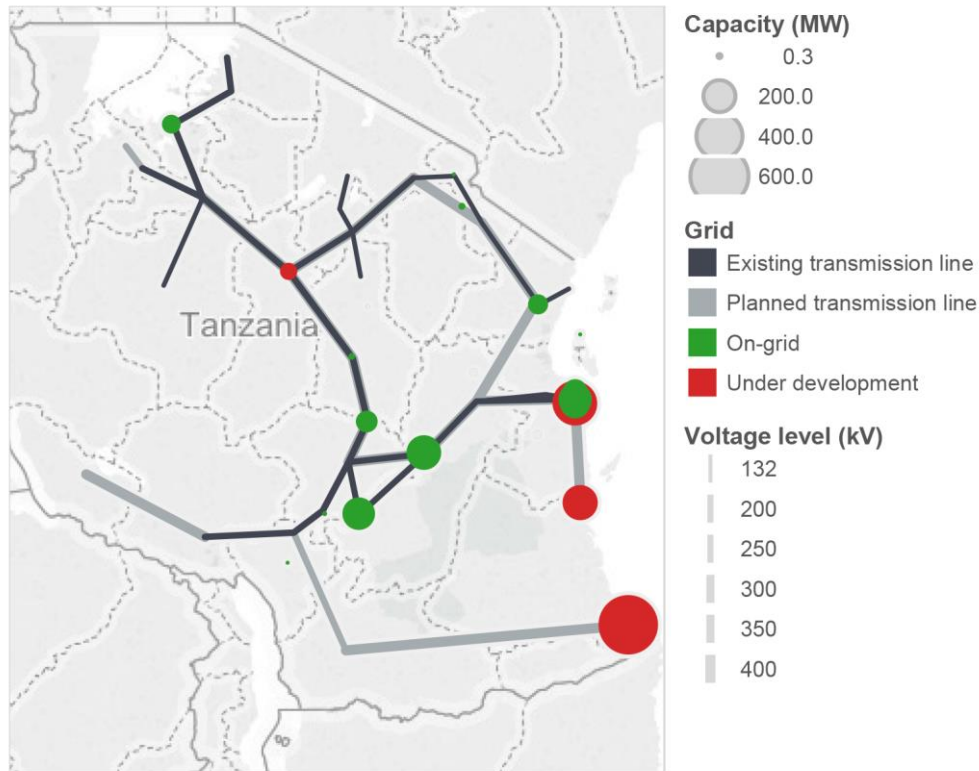 Tanzania
Capacity (MW)
0.3
200.0
400.0
600.0
Grid
Existing transmission line
Planned transmission line
On-grid
Under development
Voltage level (kV)
132
200
250
300
350
400